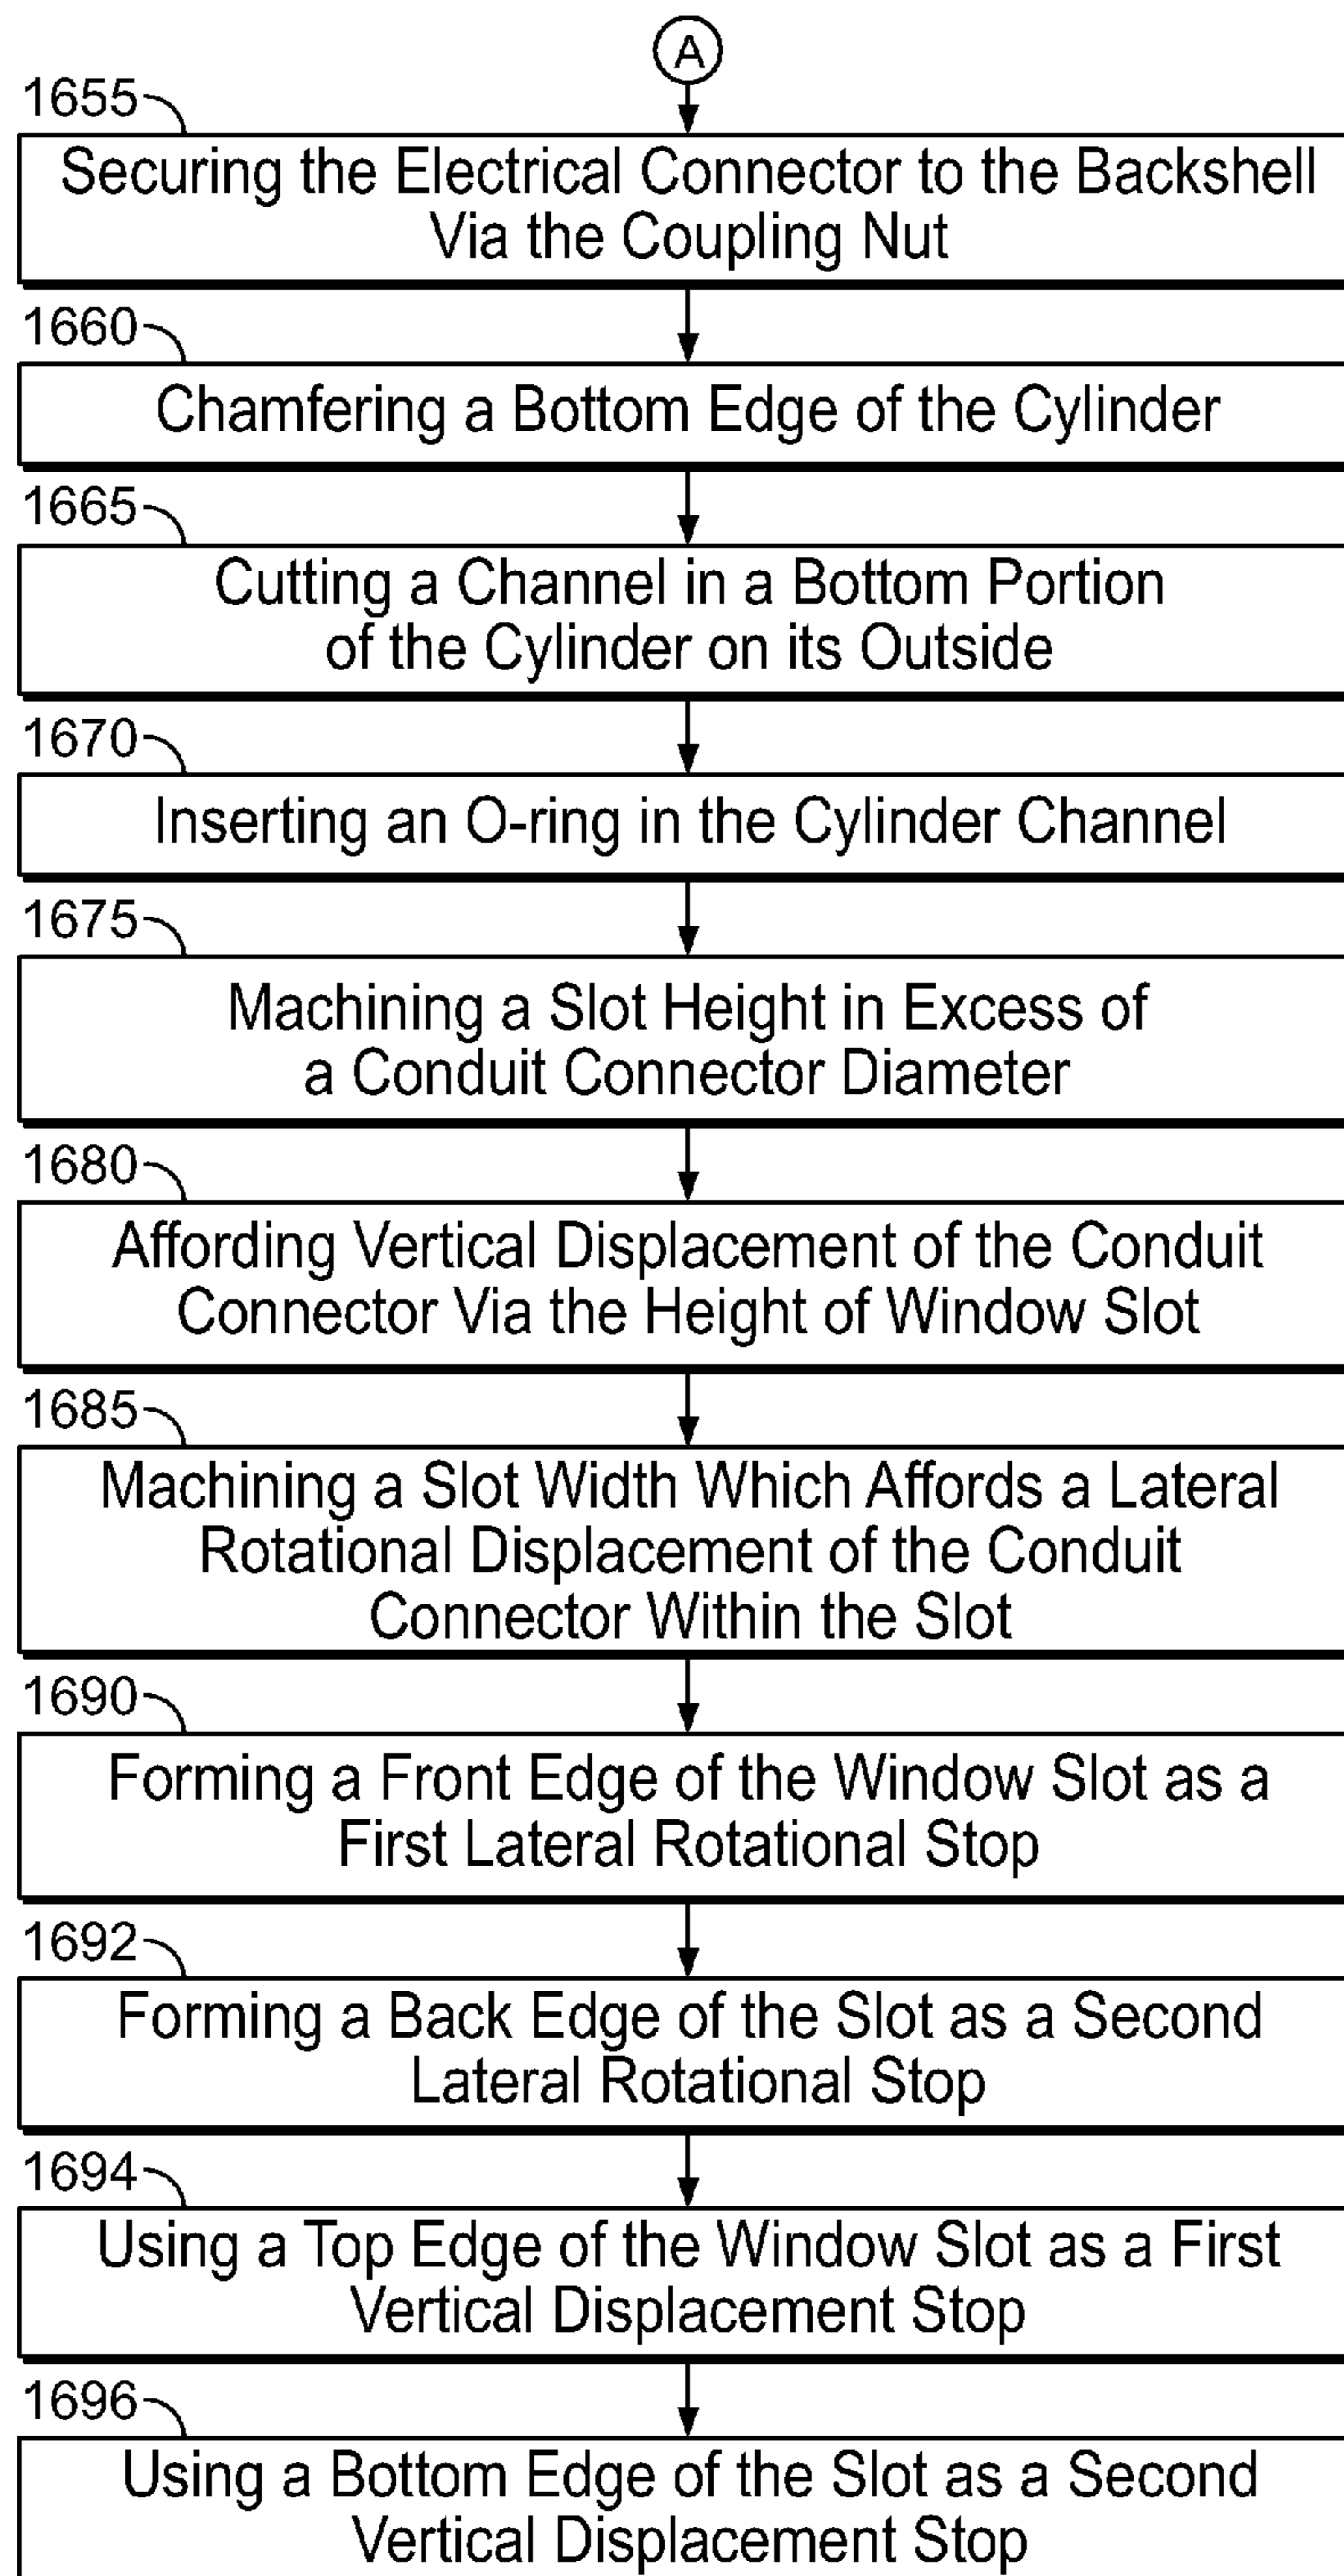 A
1655
Securing the Electrical Connector to the Backshell
Via the Coupling Nut
1660
Chamfering a Bottom Edge of the Cylinder
1665
Cutting a Channel in a Bottom Portion
of the Cylinder on its Outside
1670
Inserting an O-ring in the Cylinder Channel
1675
Machining a Slot Height in Excess of
a Conduit Connector Diameter
1680
Affording Vertical Displacement of the Conduit
Connector Via the Height of Window Slot
1685
Machining a Slot Width Which Affords a Lateral
Rotational Displacement of the Conduit
Connector Within the Slot
1690
Forming a Front Edge of the Window Slot as a
First Lateral Rotational Stop
1692
Forming a Back Edge of the Slot as a Second
Lateral Rotational Stop
1694
Using a Top Edge of the Window Slot as a First
Vertical Displacement Stop
1696
Using a Bottom Edge of the Slot as a Second
Vertical Displacement Stop